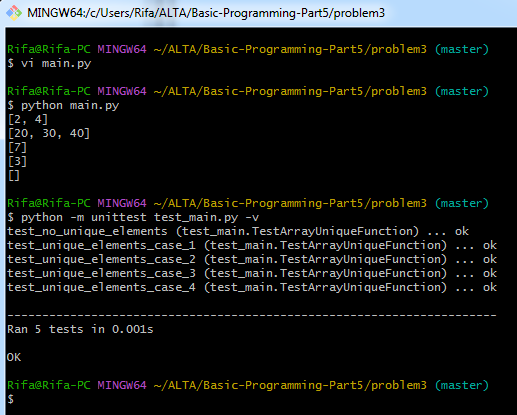 MINGW64:/c/Users/Rifa/ALTA/Basic-Programming-Part5/problem3
Rifa@Rifa-PC MINGW64 ~/ALTA/Basic-Programming-Part5/problem3 (master)
$ vi main.py
Rifa@Rifa-PC MINGW64 ~/ALTA/Basic-Programming-Part5/problem3 (master)
$ python main.py
[2, 4]
[20, 30, 40]
[7]
[3]
[]
Rifa@Rifa-PC MINGW64 ~/ALTA/Basic-Programming-Part5/problem3 (master)
$ python -m unittest test_main.py -v
test_no_unique_elements (test_main.TestArrayUniqueFunction) ... ok
test_unique_elements_case_1 (test_main.TestArrayUniqueFunction) ... ok
test_unique_elements_case_2 (test_main.TestArrayUniqueFunction) ... ok
test_unique_elements_case_3 (test_main.TestArrayUniqueFunction) ... ok
test_unique_elements_case_4 (test_main.TestArrayUniqueFunction) ... ok
----------------------------------------------------------------------
Ran 5 tests in 0.001s
OK
Rifa@Rifa-PC MINGW64 ~/ALTA/Basic-Programming-Part5/problem3 (master)
$